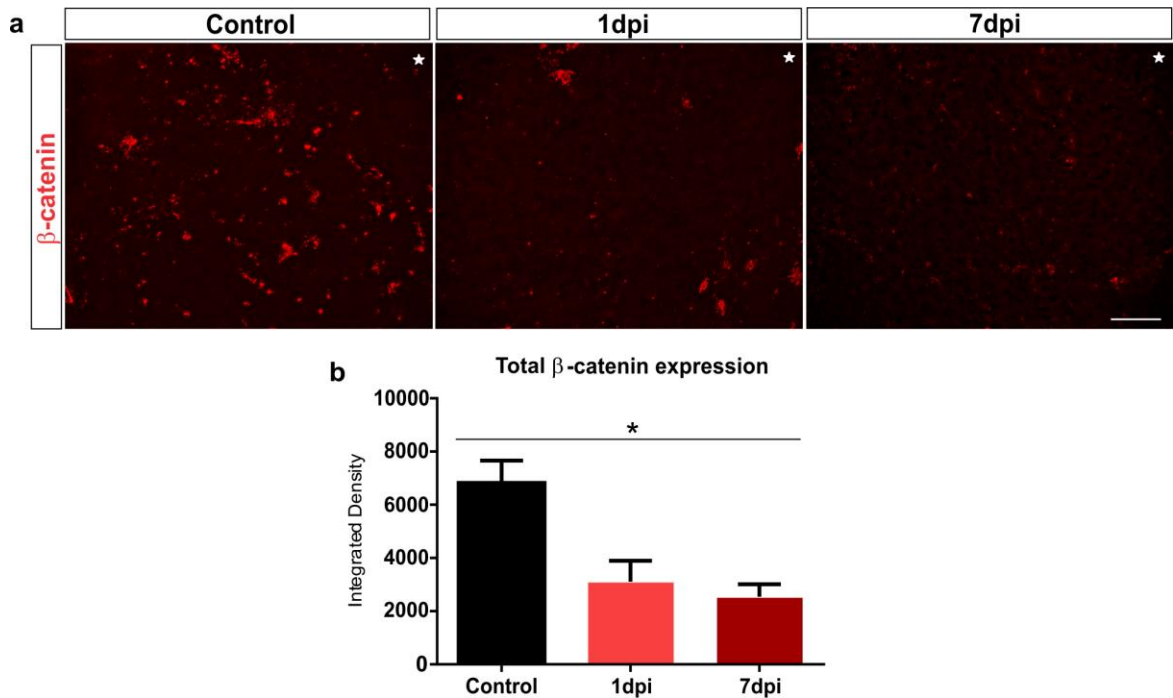 a
Control
1dpi
7dpi
β-catenin
b
Total β-catenin expression
Integrated Density
10000
8000
6000
4000
2000
0
*
Control
1dpi
7dpi